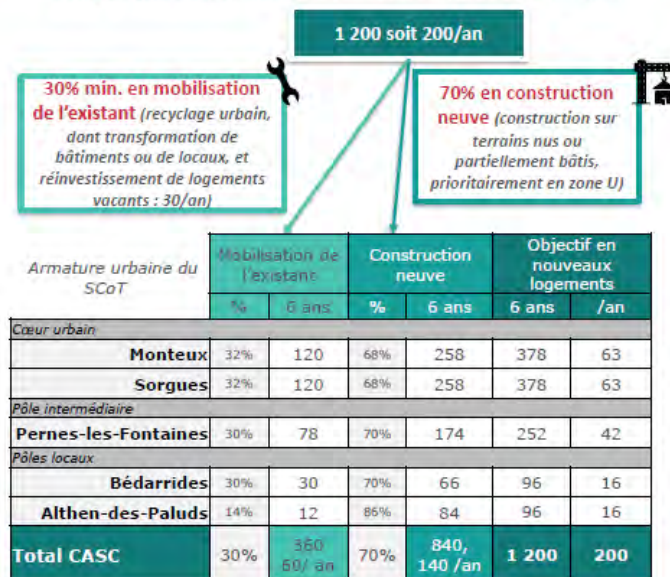 1 200 soit 200/an
30% min. en mobilisation
de l'existant (recyclage urbain,
dont transformation de
bâtiments ou de locaux, et
réinvestissement de logements
vacants : 30/an)
70% en construction
neuve (construction sur
terrains nus ou
partiellement bâtis,
prioritairement en zone U)
Armature urbaine du
SCoT
Mobilisation de
l'existant
Construction
neuve
Objectif en
nouveaux
logements
% 6 ans % 6 ans 6 ans /an
Cœur urbain
Monteux 32% 120 68% 258 378 63
Sorgues 32% 120 68% 258 378 63
Pôle intermédiaire
Pernes-les-Fontaines 30% 78 70% 174 252 42
Pôles locaux
Bédarrides 30% 30 70% 66 96 16
Althen-des-Paluds 14% 12 86% 84 96 16
Total CASC 30% 360 60/ an 70% 840, 140 /an 1 200 200